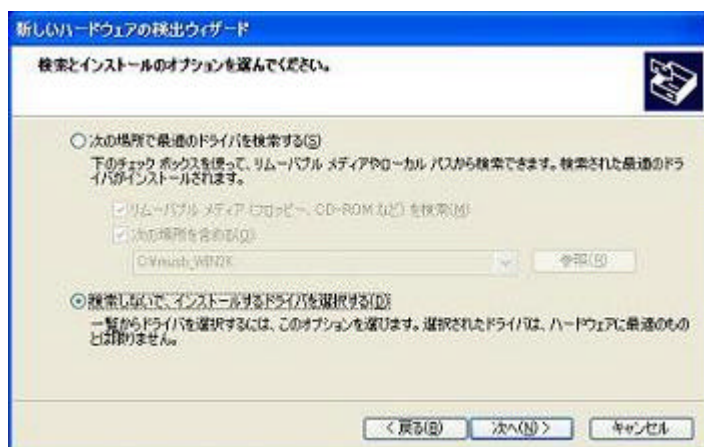 新しいハードウェアの検出ウィザード
検索とインストールのオプションを選んでください。
次の場所で最適のドライバを検索する(S)
下のチェック ボックスを使って、リムーバブル メディアやローカル パスから検索できます。検索された最適のドラ
イバがインストールされます。
リムーバブル メディア (フロッピー、CD-ROM など) を検索(M)
次の場所を含める(O)
C:¥musb_WIN2K
参照(R)
検索しないで、インストールするドライバを選択する(D)
一覧からドライバを選択するには、このオプションを選びます。選択されたドライバは、ハードウェアに最適のもの
とは限りません。
< 戻る(B)
次へ(N) >
キャンセル